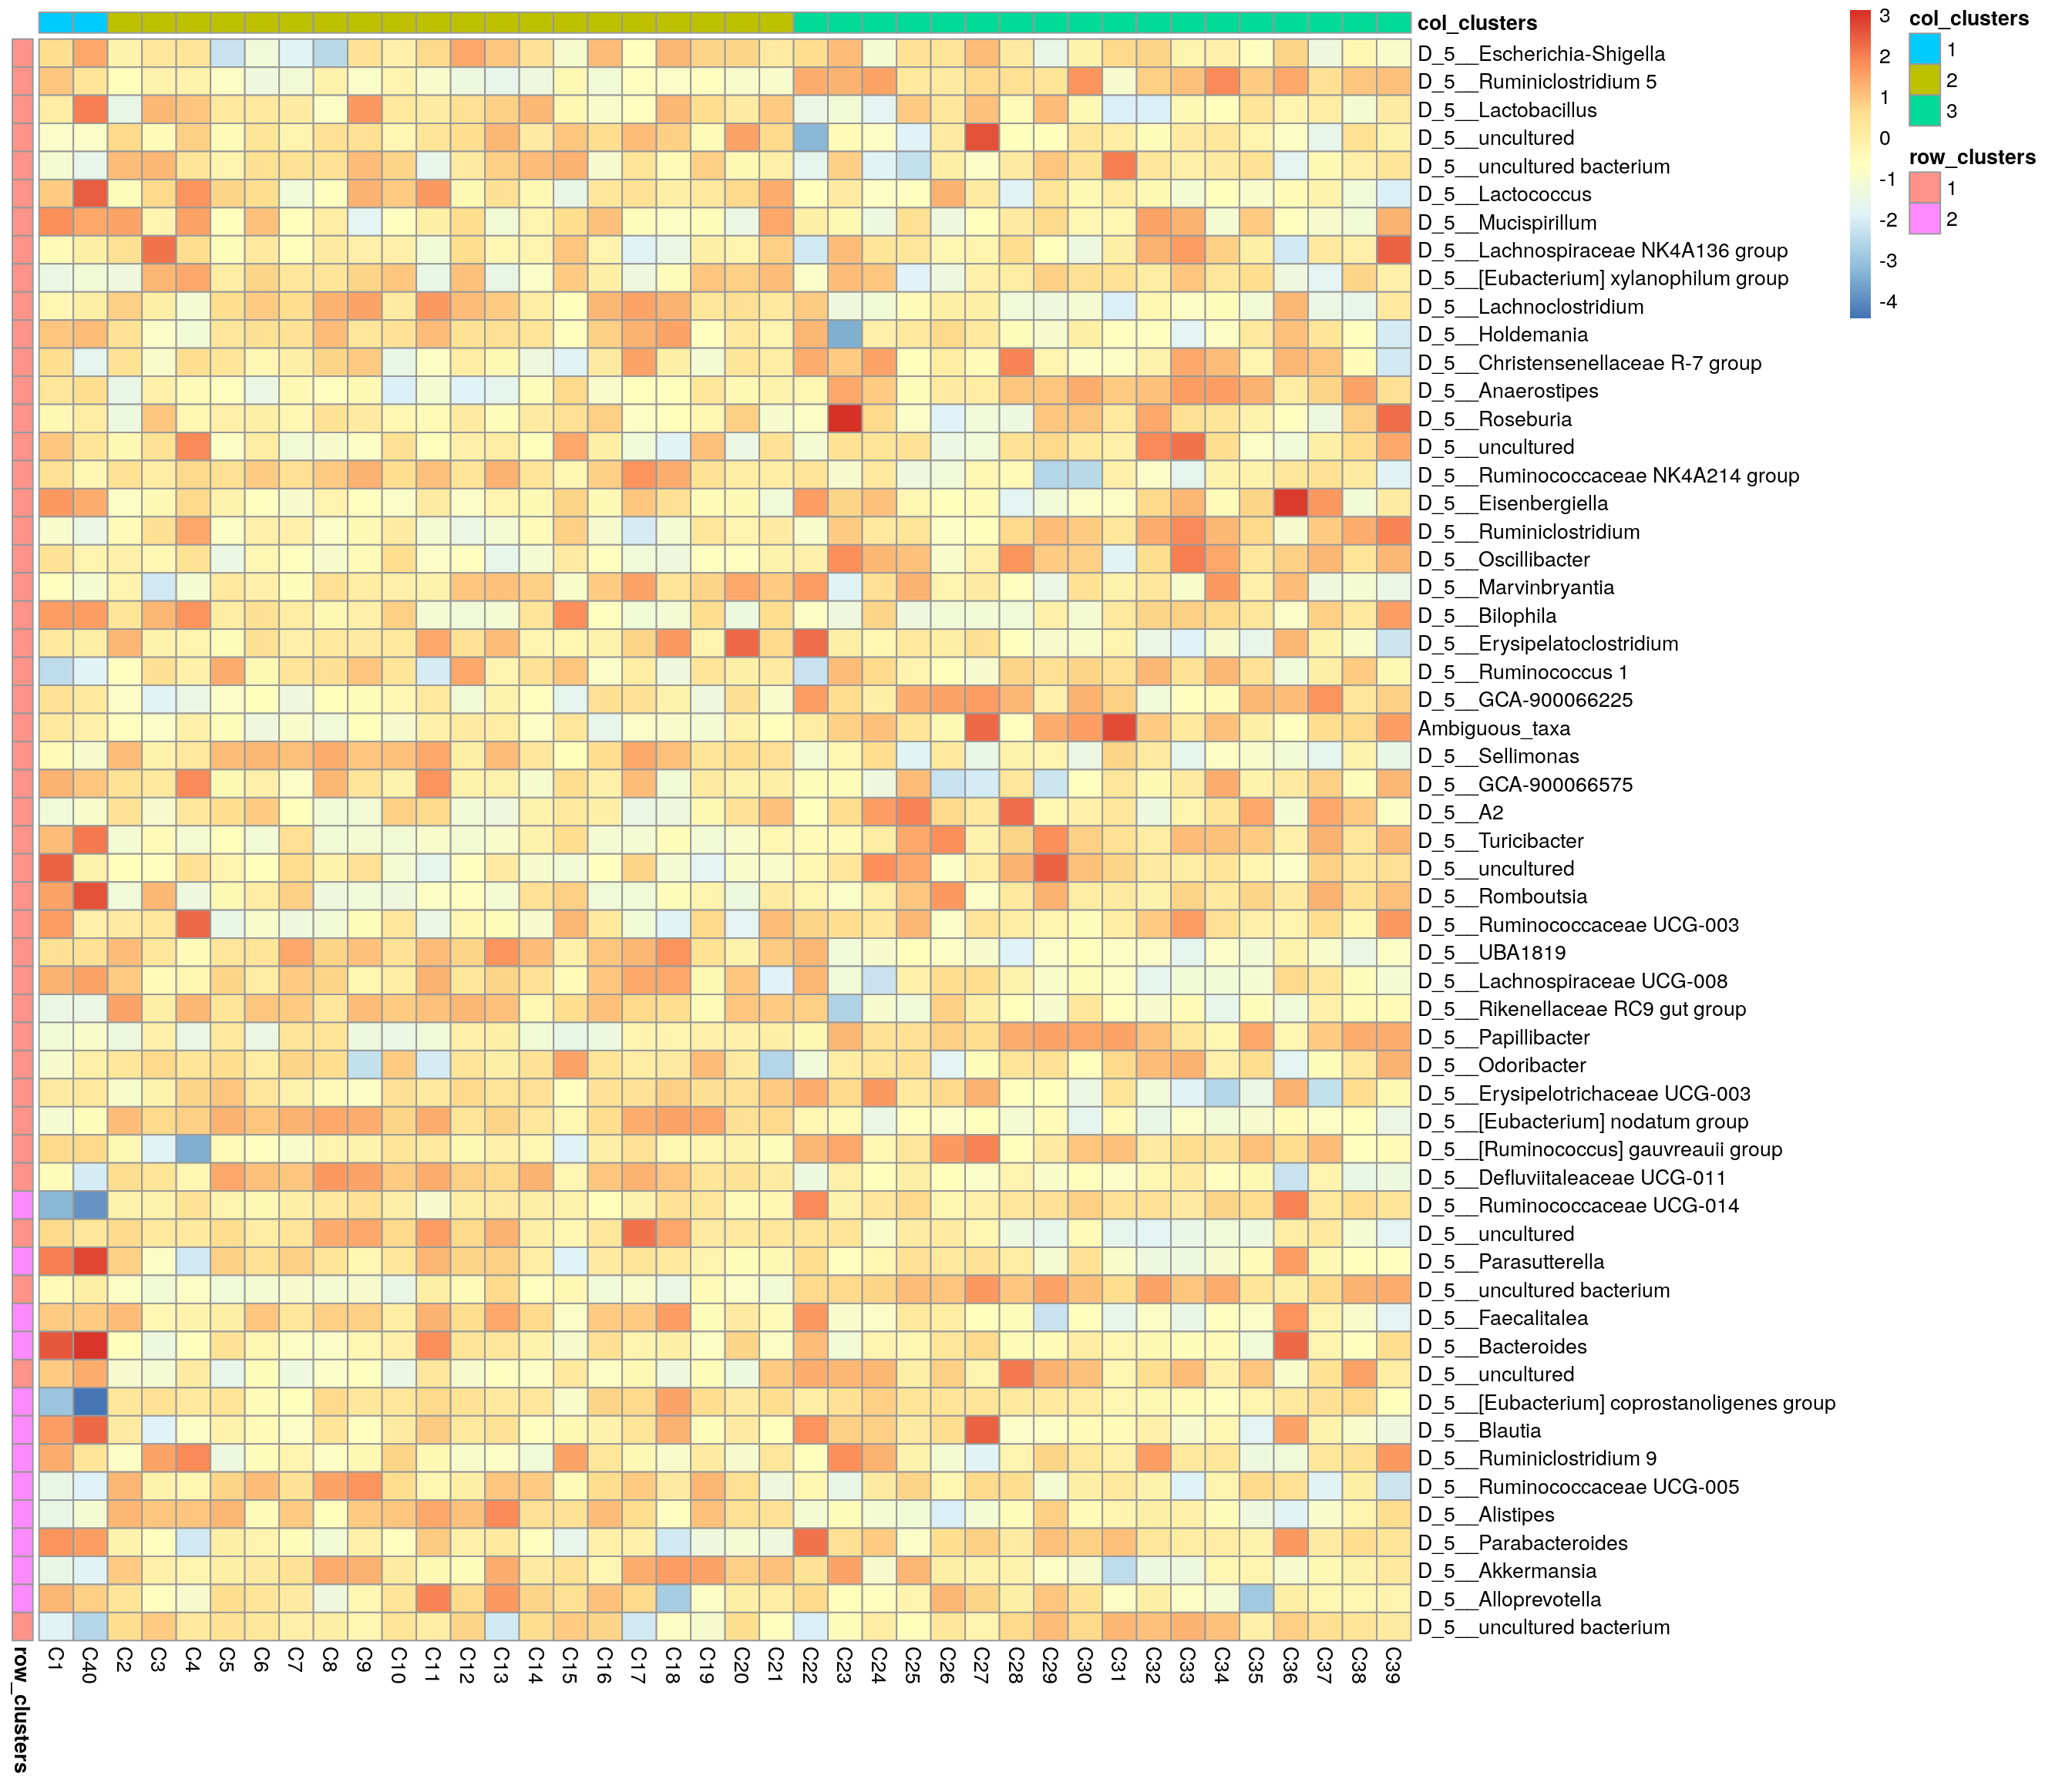 col_clusters
D_5__Escherichia-Shigella
D_5__Ruminiclostridium 5
D_5__Lactobacillus
D_5__uncultured
D_5__uncultured bacterium
D_5__Lactococcus
D_5__Mucispirillum
D_5__Lachnospiraceae NK4A136 group
D_5__[Eubacterium] xylanophilum group
D_5__Lachnoclostridium
D_5__Holdemania
D_5__Christensenellaceae R-7 group
D_5__Anaerostipes
D_5__Roseburia
D_5__uncultured
D_5__Ruminococcaceae NK4A214 group
D_5__Eisenbergiella
D_5__Ruminiclostridium
D_5__Oscillibacter
D_5__Marvinbryantia
D_5__Bilophila
D_5__Erysipelatoclostridium
D_5__Ruminococcus 1
D_5__GCA-900066225
Ambiguous_taxa
D_5__Sellimonas
D_5__GCA-900066575
D_5__A2
D_5__Turicibacter
D_5__uncultured
D_5__Romboutsia
D_5__Ruminococcaceae UCG-003
D_5__UBA1819
D_5__Lachnospiraceae UCG-008
D_5__Rikenellaceae RC9 gut group
D_5__Papillibacter
D_5__Odoribacter
D_5__Erysipelotrichaceae UCG-003
D_5__[Eubacterium] nodatum group
D_5__[Ruminococcus] gauvreauii group
D_5__Defluviitaleaceae UCG-011
D_5__Ruminococcaceae UCG-014
D_5__uncultured
D_5__Parasutterella
D_5__uncultured bacterium
D_5__Faecalitalea
D_5__Bacteroides
D_5__uncultured
D_5__[Eubacterium] coprostanoligenes group
D_5__Blautia
D_5__Ruminiclostridium 9
D_5__Ruminococcaceae UCG-005
D_5__Alistipes
D_5__Parabacteroides
D_5__Akkermansia
D_5__Alloprevotella
D_5__uncultured bacterium
row_clusters
C1
C40
C2
C3
C4
C5
C6
C7
C8
C9
C10
C11
C12
C13
C14
C15
C16
C17
C18
C19
C20
C21
C22
C23
C24
C25
C26
C27
C28
C29
C30
C31
C32
C33
C34
C35
C36
C37
C38
C39
3
2
1
0
-1
-2
-3
-4
col_clusters
1
2
3
row_clusters
1
2